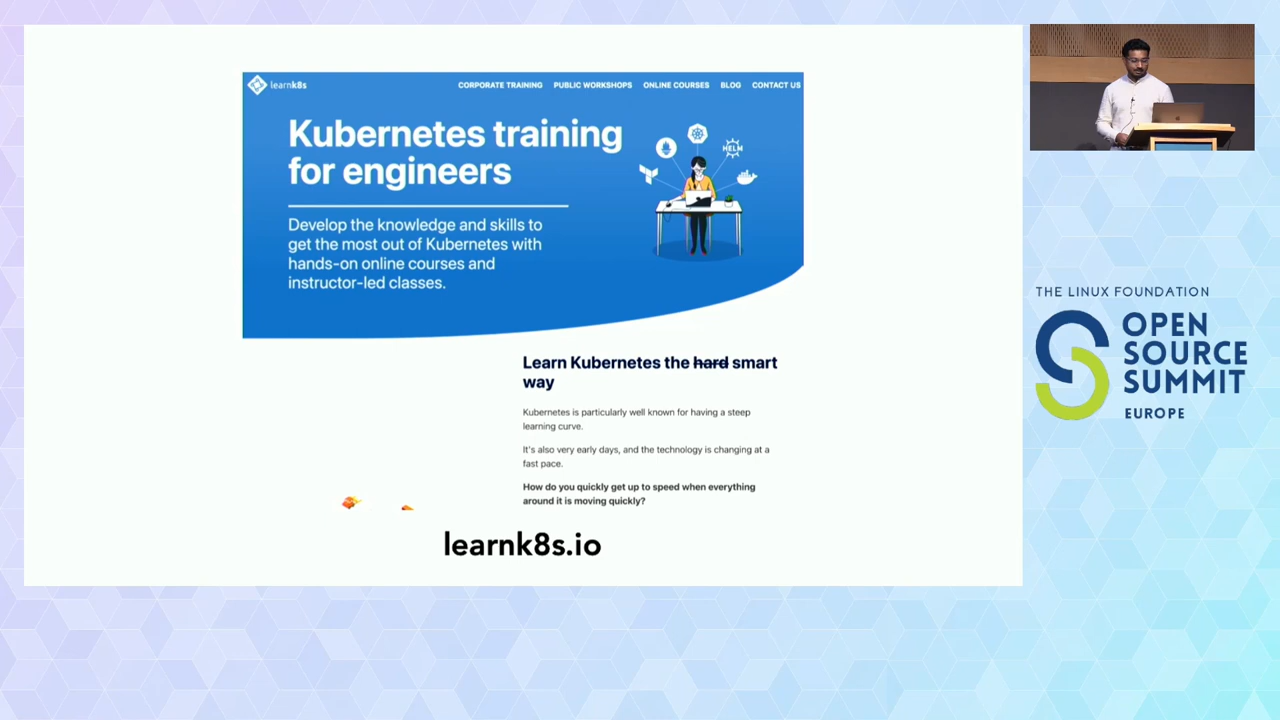 learnk8s
CORPORATE TRAINING PUBLIC WORKSHOPS ONLINE COURSES BLOG CONTACT US
Kubernetes training
for engineers
HELM
Develop the knowledge and skills to
get the most out of Kubernetes with
hands-on online courses and
instructor-led classes.
Learn Kubernetes the hard smart
way
Kubernetes is particularly well known for having a steep
learning curve.
It's also very early days, and the technology is changing at a
fast pace.
How do you quickly get up to speed when everything
around it is moving quickly?
learnk8s.io
THE LINUX FOUNDATION
OPEN
SOURCE
SUMMIT
EUROPE